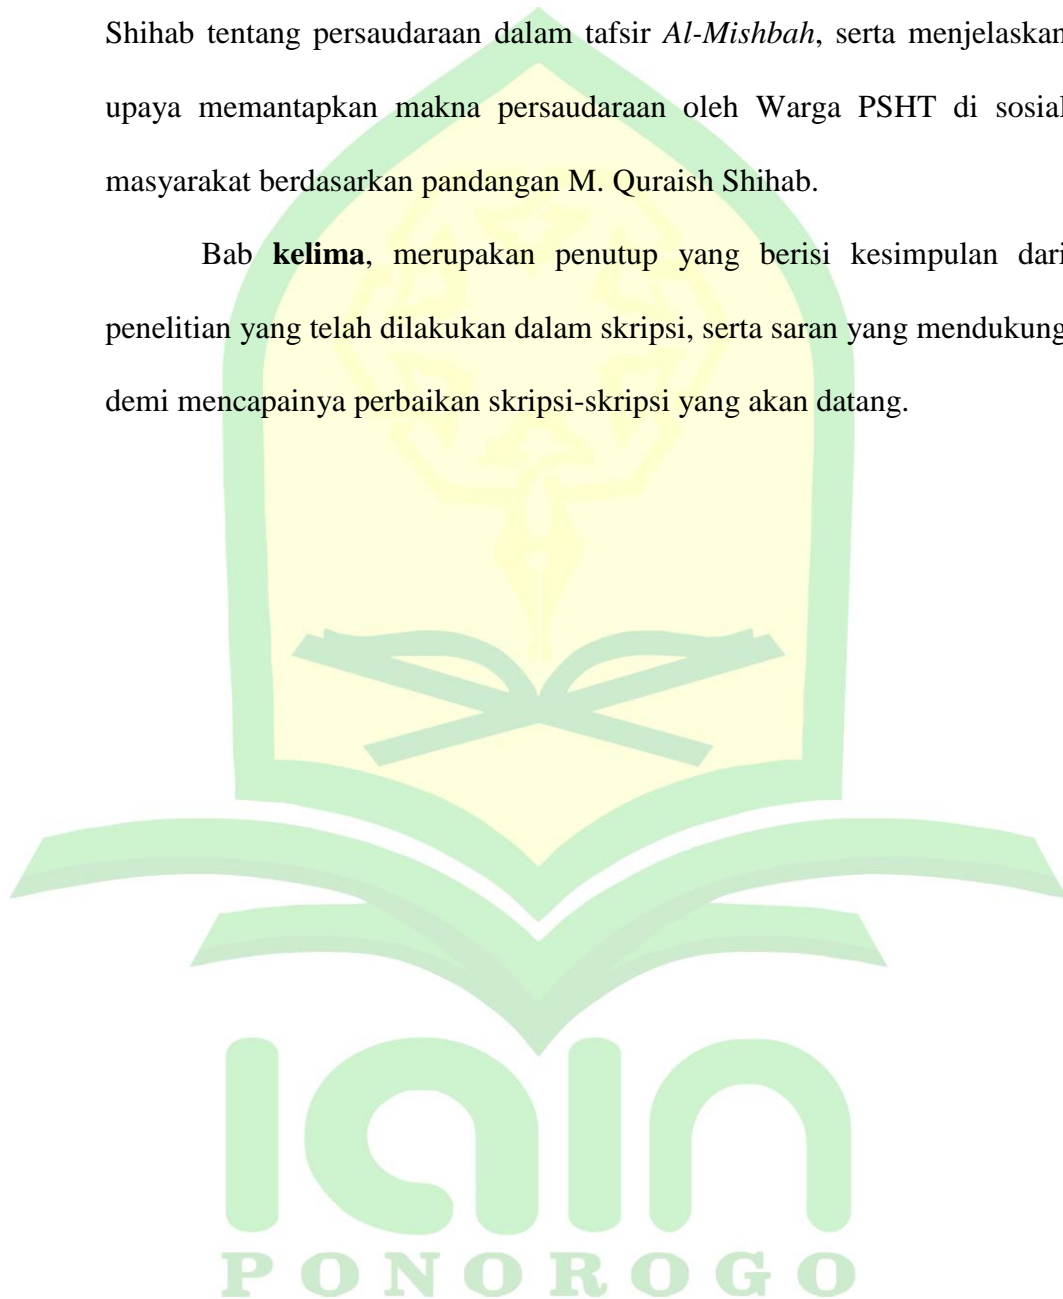 Shihab tentang persaudaraan dalam tafsir Al-Mishbah, serta menjelaskan
upaya memantapkan makna persaudaraan oleh Warga PSHT di sosial
masyarakat berdasarkan pandangan M. Quraish Shihab.
Bab kelima, merupakan penutup yang berisi kesimpulan dari
penelitian yang telah dilakukan dalam skripsi, serta saran yang mendukung
demi mencapainya perbaikan skripsi-skripsi yang akan datang.
IAIN
PONOROGO